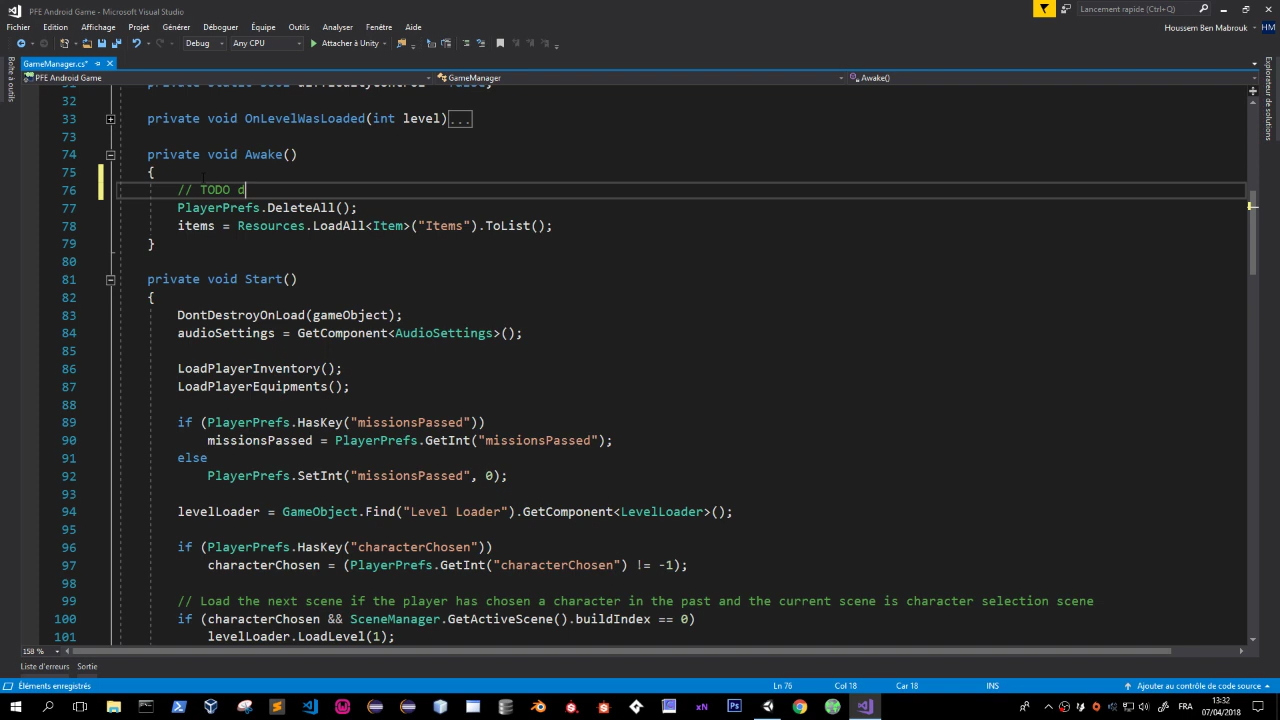 PFE Android Game - Microsoft Visual Studio
Lancement rapide (Ctrl+Q)
Fichier Edition Affichage Projet Générer Déboguer Équipe Outils Analyser Fenêtre Aide
Houssem Ben Mabrouk HM
Debug Any CPU Attacher à Unity
Boîte à outils
GameManager.cs*
Explorateur de solutions
PFE Android Game GameManager Awake()
32
33 private void OnLevelWasLoaded(int level)...
73
74 private void Awake()
75 {
76 // TODO d
77 PlayerPrefs.DeleteAll();
78 items = Resources.LoadAll<Item>("Items").ToList();
79 }
80
81 private void Start()
82 {
83 DontDestroyOnLoad(gameObject);
84 audioSettings = GetComponent<AudioSettings>();
85
86 LoadPlayerInventory();
87 LoadPlayerEquipments();
88
89 if (PlayerPrefs.HasKey("missionsPassed"))
90 missionsPassed = PlayerPrefs.GetInt("missionsPassed");
91 else
92 PlayerPrefs.SetInt("missionsPassed", 0);
93
94 levelLoader = GameObject.Find("Level Loader").GetComponent<LevelLoader>();
95
96 if (PlayerPrefs.HasKey("characterChosen"))
97 characterChosen = (PlayerPrefs.GetInt("characterChosen") != -1);
98
99 // Load the next scene if the player has chosen a character in the past and the current scene is character selection scene
100 if (characterChosen && SceneManager.GetActiveScene().buildIndex == 0)
101 levelLoader.LoadLevel(1);
158 %
Liste d'erreurs Sortie
Éléments enregistrés Ln 76 Col 18 Car 18 INS Ajouter au contrôle de code source
FRA 13:32
07/04/2018